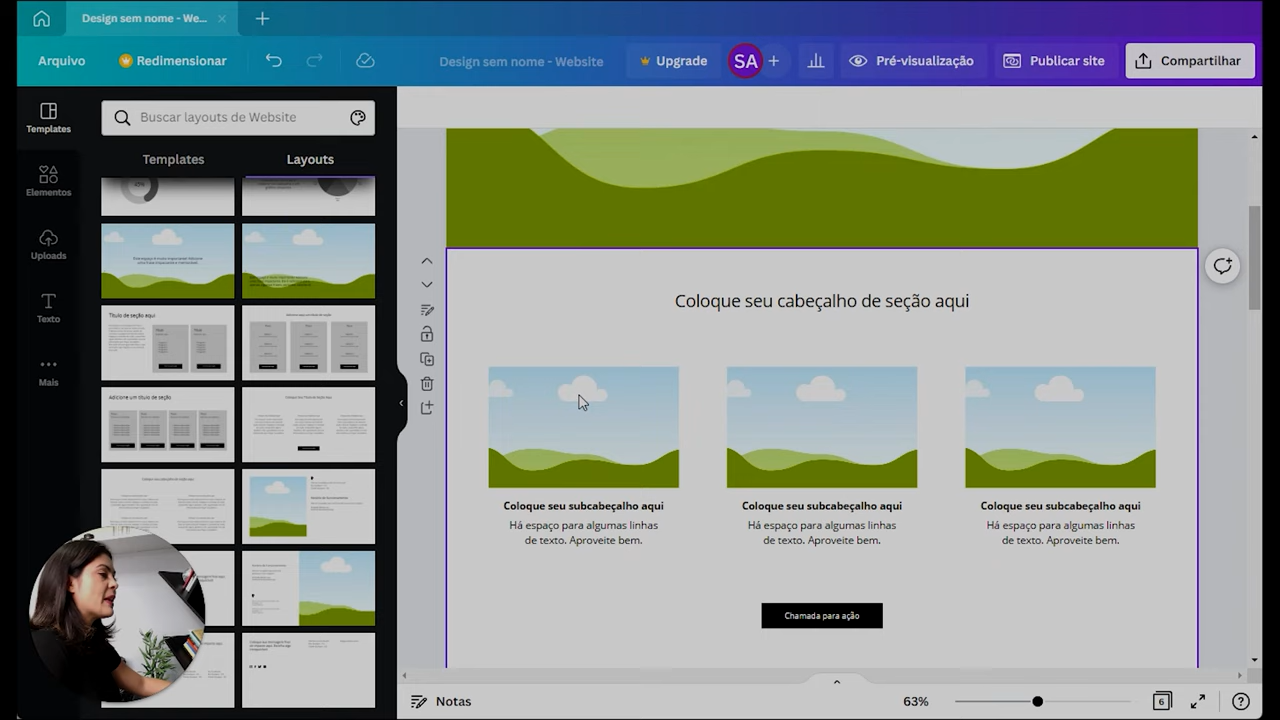 Design sem nome - We...
Arquivo
Redimensionar
Design sem nome - Website
Upgrade
SA
Pré-visualização
Publicar site
Compartilhar
Templates
Elementos
Uploads
Texto
Mais
Buscar layouts de Website
Templates
Layouts
Título de seção aqui
Adicione um título de seção
Coloque seu cabeçalho de seção aqui
Coloque seu subcabeçalho aqui
Há espaço para algumas linhas
de texto. Aproveite bem.
Coloque seu subcabeçalho aqui
Há espaço para algumas linhas
de texto. Aproveite bem.
Coloque seu subcabeçalho aqui
Há espaço para algumas linhas
de texto. Aproveite bem.
Chamada para ação
Notas
63%
6